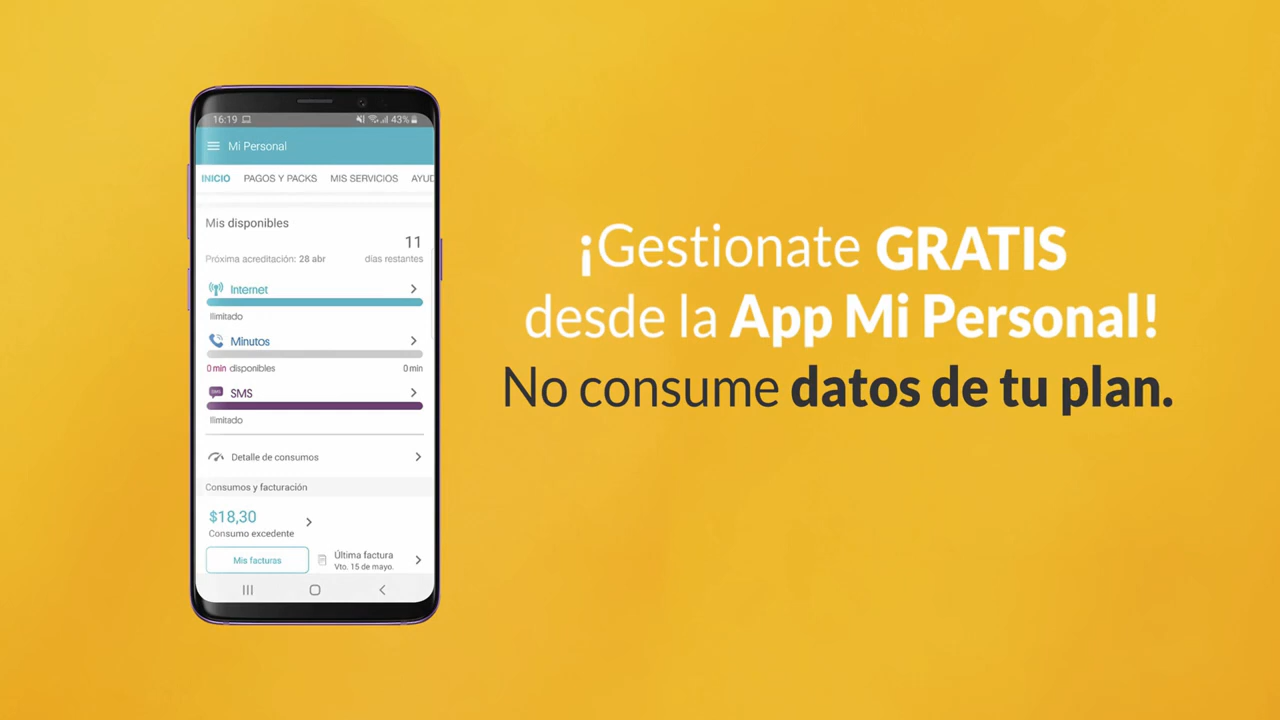 16:19
43%
Mi Personal
INICIO PAGOS Y PACKS MIS SERVICIOS AYUD
Mis disponibles
11
Próxima acreditación: 28 abr días restantes
Internet
Ilimitado
Minutos
0 min disponibles 0 min
SMS
Ilimitado
Detalle de consumos
Consumos y facturación
$18,30
Consumo excedente
Mis facturas
Última factura
Vto. 15 de mayo.
¡Gestionate GRATIS
desde la App Mi Personal!
No consume datos de tu plan.